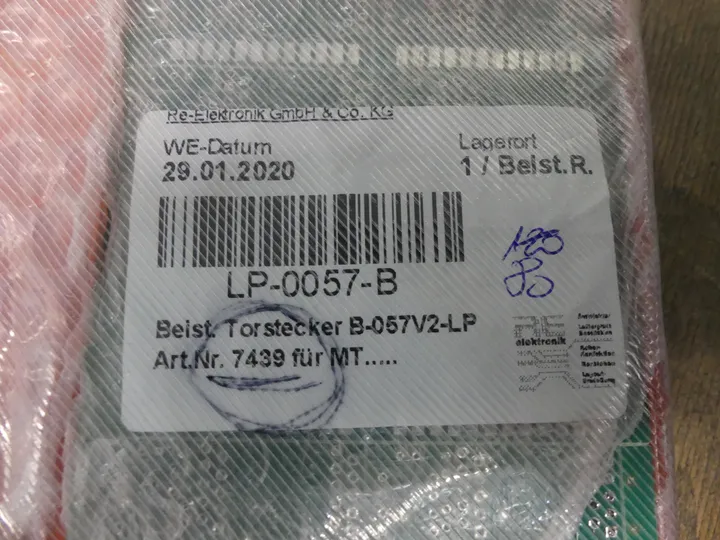 Re-Elektronik GmbH & Co. KG
WE-Datum
Lagerort
29.01.2020
1 / Beist.R.
LP-0057-B
Beist. Torstecker B-057V2-LP
Art.Nr. 7439 für MT.....
RE
elektronik